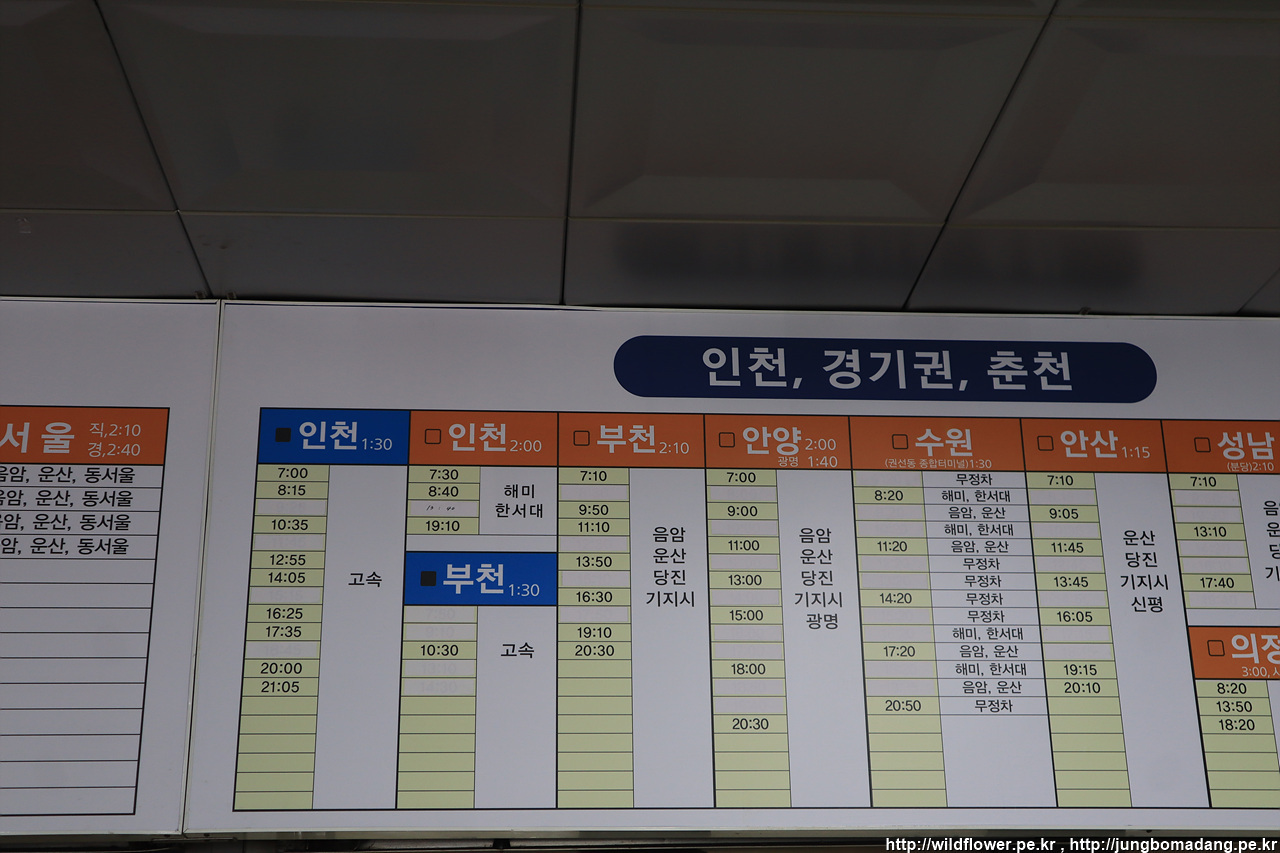 인천, 경기권, 춘천
서울 직,2:10
경,2:40
음암, 운산, 동서울
음암, 운산, 동서울
음암, 운산, 동서울
암, 운산, 동서울
인천 1:30
7:00
8:15
10:35
12:55
14:05
16:25
17:35
20:00
21:05
고속
인천 2:00
7:30
8:40
19:10
해미
한서대
부천 1:30
10:30
고속
부천 2:10
7:10
9:50
11:10
13:50
16:30
19:10
20:30
음암
운산
당진
기지시
안양 2:00
광명 1:40
7:00
9:00
11:00
13:00
15:00
18:00
20:30
음암
운산
당진
기지시
광명
수원
(권선동 종합터미널)1:30
무정차
8:20 해미, 한서대
음암, 운산
해미, 한서대
11:20 음암, 운산
무정차
무정차
14:20 무정차
무정차
해미, 한서대
17:20 음암, 운산
해미, 한서대
음암, 운산
20:50 무정차
안산 1:15
7:10
9:05
11:45
13:45
16:05
19:15
20:10
운산
당진
기지시
신평
성남
(분당)2:10
7:10
13:10
17:40
의정
3:00,
8:20
13:50
18:20
http://wildflower.pe.kr , http://jungbomadang.pe.kr